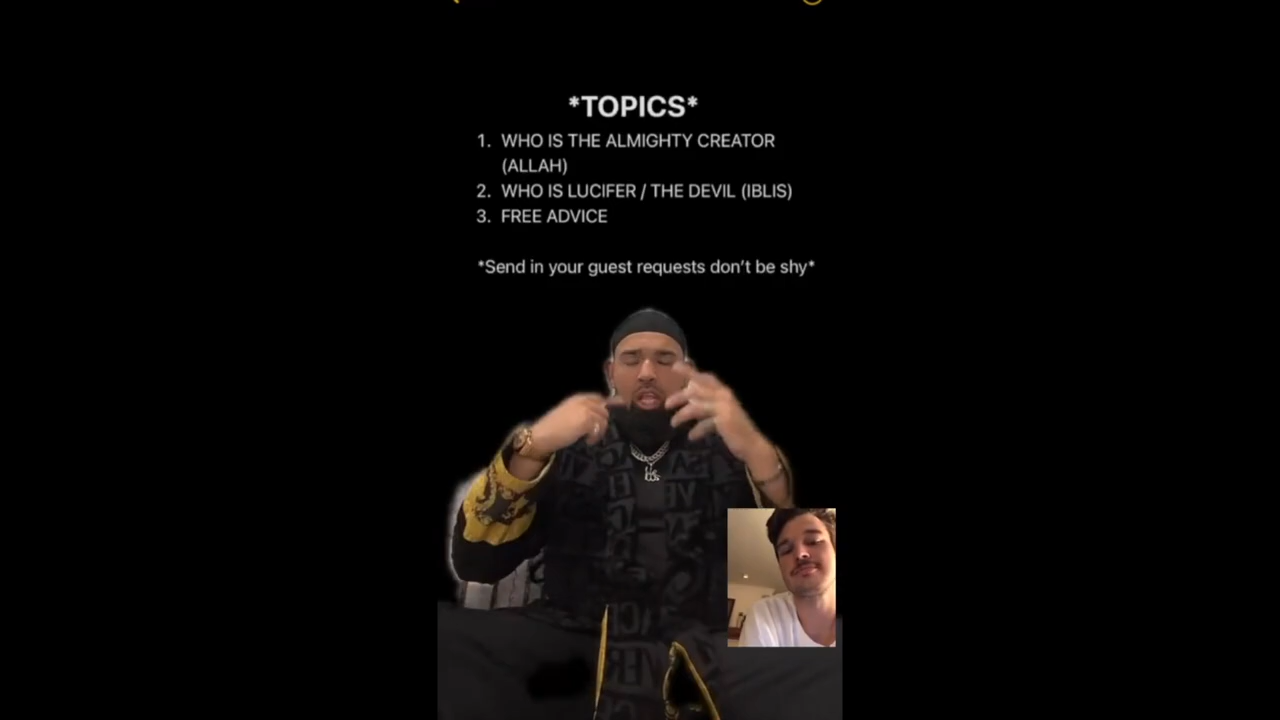 *TOPICS*
1. WHO IS THE ALMIGHTY CREATOR
(ALLAH)
2. WHO IS LUCIFER / THE DEVIL (IBLIS)
3. FREE ADVICE
*Send in your guest requests don't be shy*